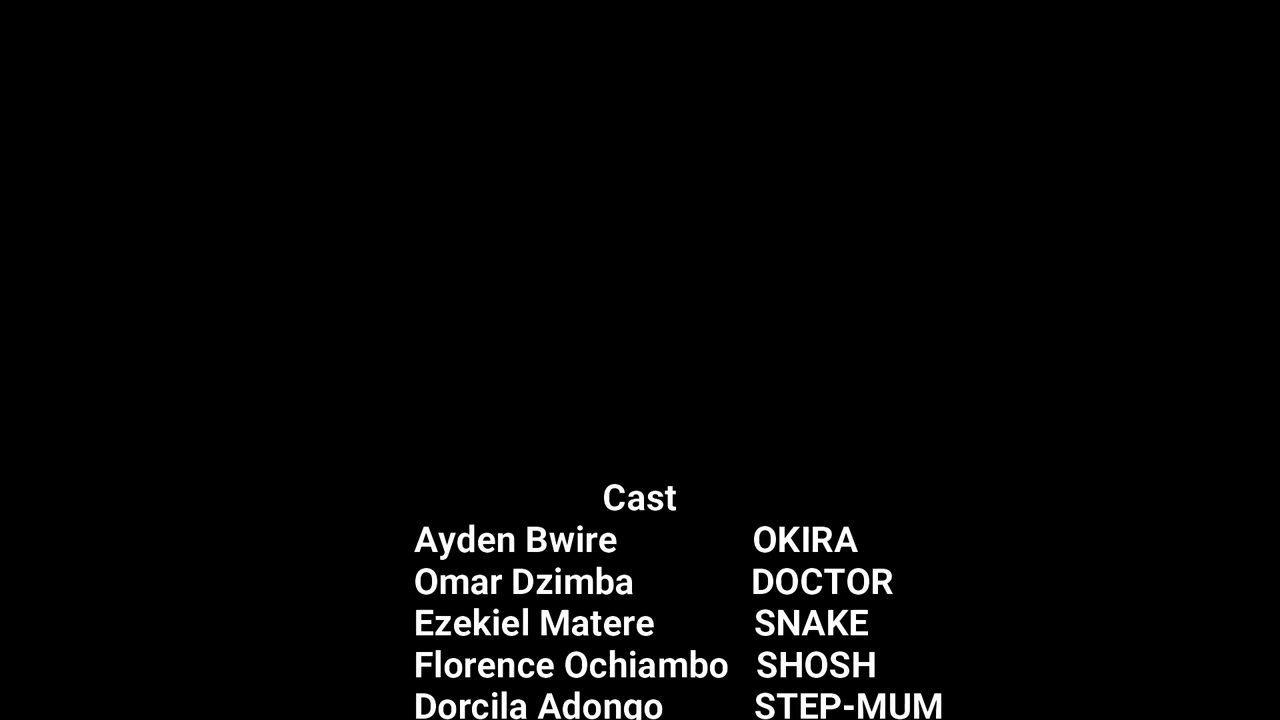 Cast
Ayden Bwire OKIRA
Omar Dzimba DOCTOR
Ezekiel Matere SNAKE
Florence Ochiambo SHOSH
Dorcila Adongo STEP-MUM